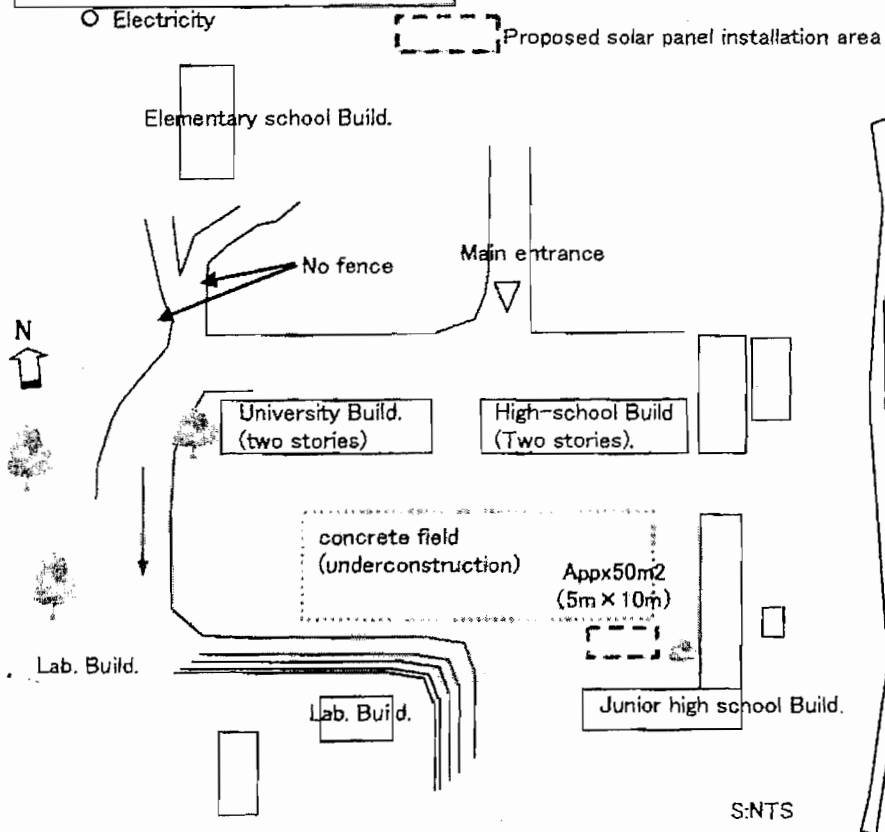 O Electricity
Proposed solar panel installation area
Elementary school Build.
No fence
Main entrance
N
University Build.
(two stories)
High-school Build
(Two stories).
concrete field
(underconstruction)
Appx50m2
(5m×10m)
Lab. Build.
Lab. Build.
Junior high school Build.
S:NTS